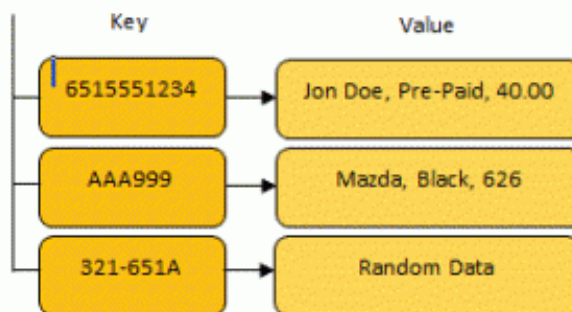 Key Value
6515551234 Jon Doe, Pre-Paid, 40.00
AAA999 Mazda, Black, 626
321-651A Random Data